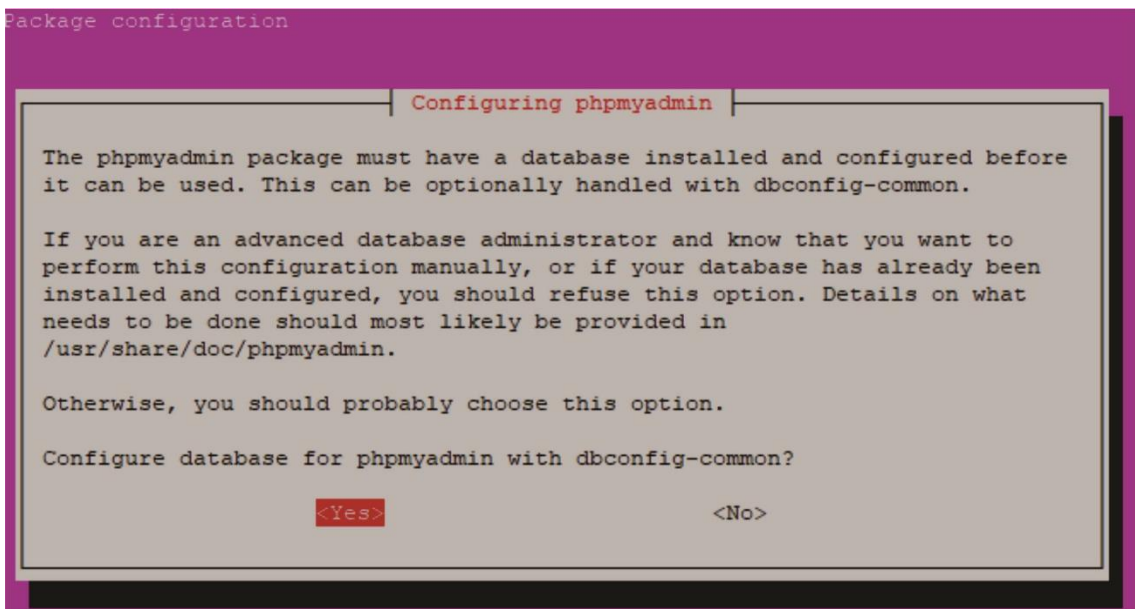 Package configuration
Configuring phpmyadmin
The phpmyadmin package must have a database installed and configured before
it can be used. This can be optionally handled with dbconfig-common.
If you are an advanced database administrator and know that you want to
perform this configuration manually, or if your database has already been
installed and configured, you should refuse this option. Details on what
needs to be done should most likely be provided in
/usr/share/doc/phpmyadmin.
Otherwise, you should probably choose this option.
Configure database for phpmyadmin with dbconfig-common?
<Yes> <No>